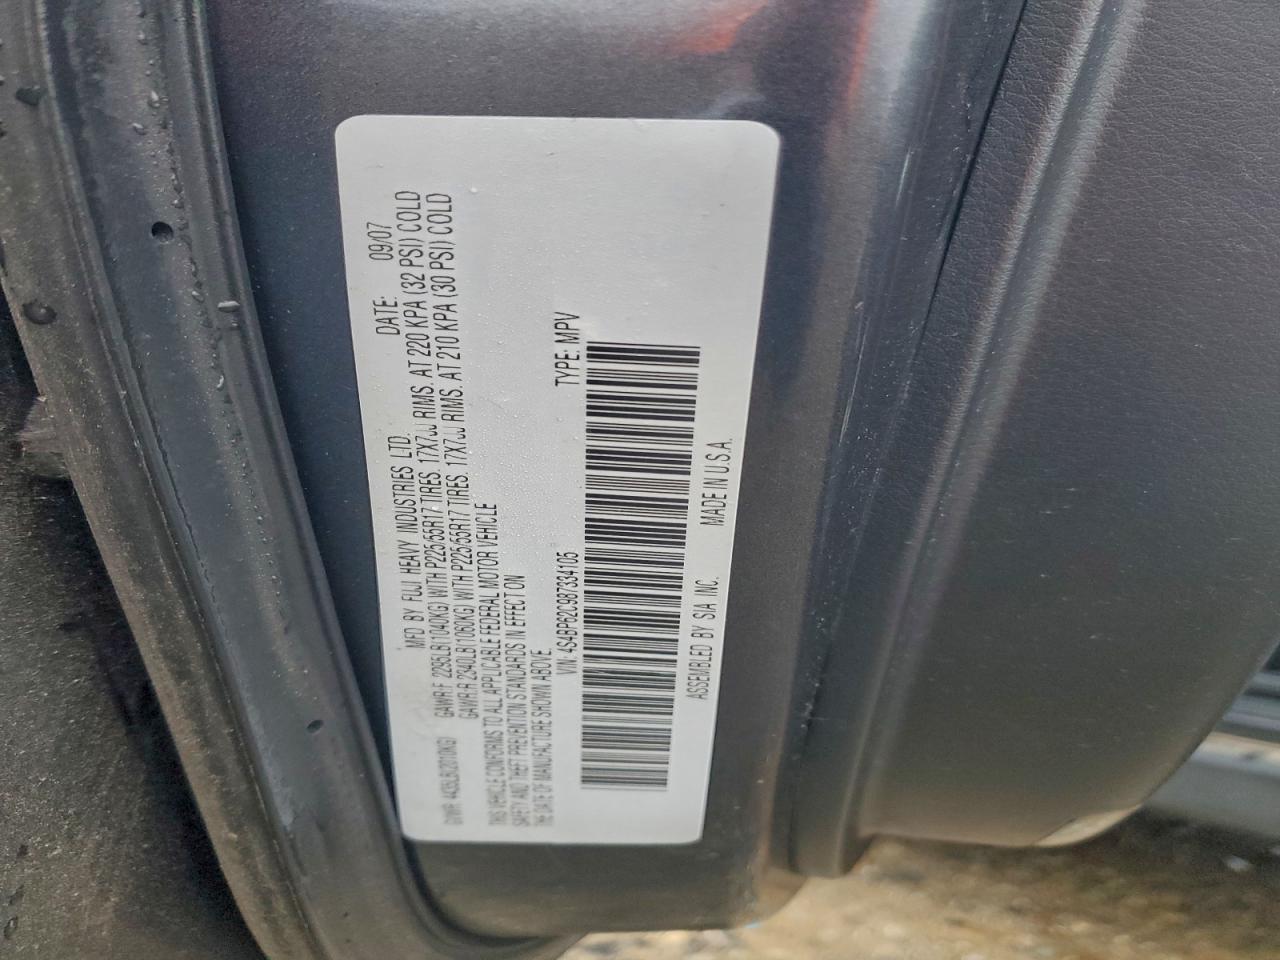 MFD BY FUJI HEAVY INDUSTRIES LTD. DATE: 09/07
GVWR: 4435LB(2010KG) GAWR:F 2295LB(1040KG) WITH P225/55R17 TIRES. 17X7JJ RIMS. AT 220 KPA (32 PSI) COLD
GAWR:R 2340LB(1060KG) WITH P225/55R17 TIRES. 17X7JJ RIMS. AT 210 KPA (30 PSI) COLD
THIS VEHICLE CONFORMS TO ALL APPLICABLE FEDERAL MOTOR VEHICLE
SAFETY AND THEFT PREVENTION STANDARDS IN EFFECT ON
THE DATE OF MANUFACTURE SHOWN ABOVE
VIN: 4S4BP62C987334105 TYPE: MPV
ASSEMBLED BY SIA INC. MADE IN U.S.A.